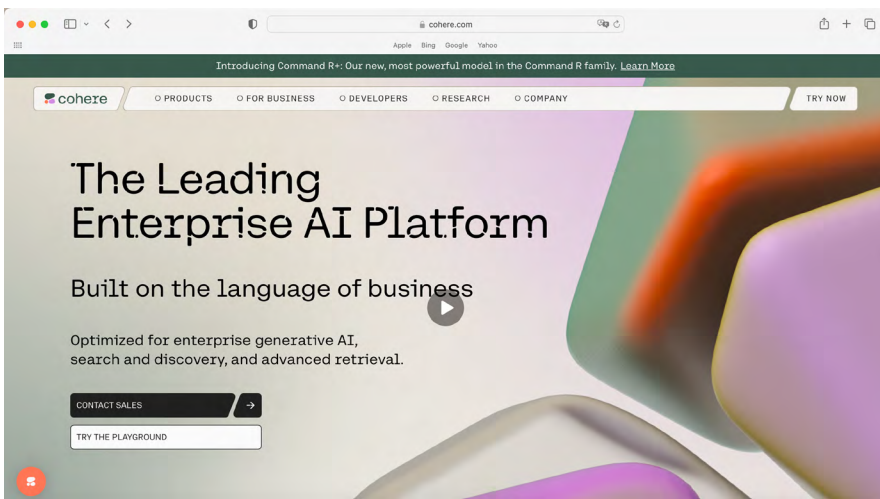 cohere.com
Apple Bing Google Yahoo
Introducing Command R+: Our new, most powerful model in the Command R family. Learn More
cohere
PRODUCTS
FOR BUSINESS
DEVELOPERS
RESEARCH
COMPANY
TRY NOW
The Leading
Enterprise AI Platform
Built on the language of business
Optimized for enterprise generative AI,
search and discovery, and advanced retrieval.
CONTACT SALES
TRY THE PLAYGROUND